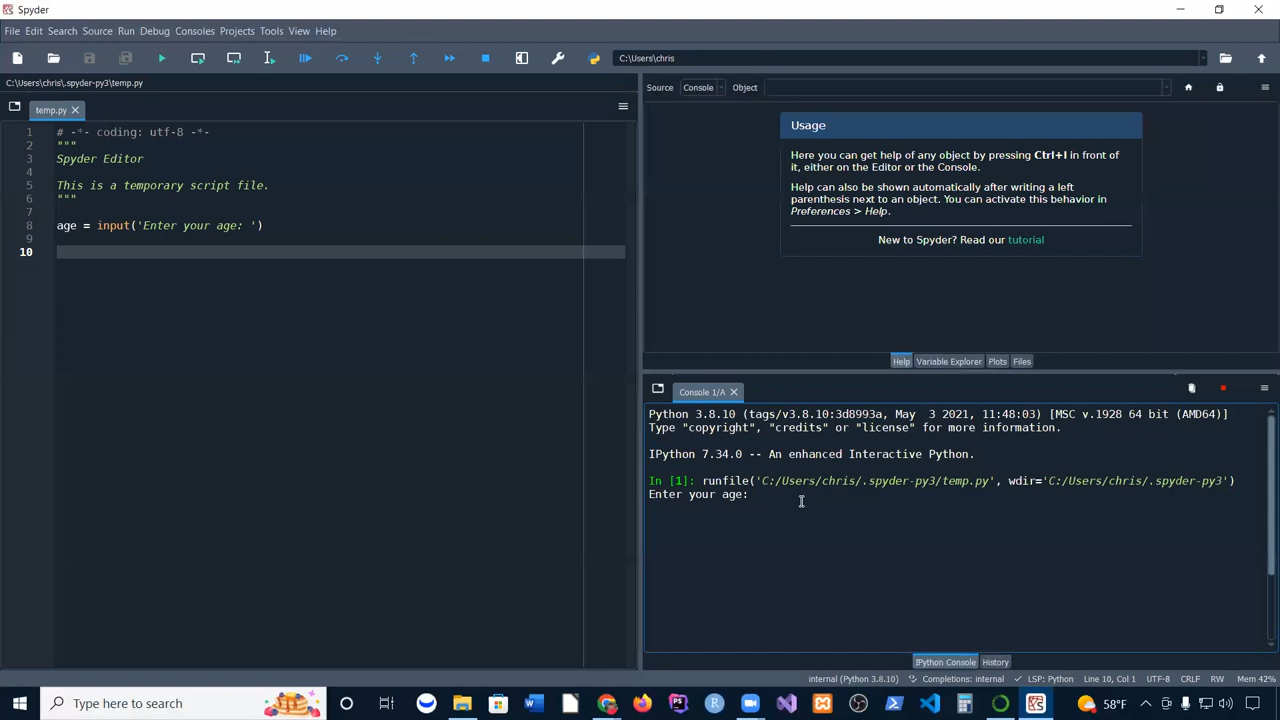 Spyder
File Edit Search Source Run Debug Consoles Projects Tools View Help
C:\Users\chris
C:\Users\chris\.spyder-py3\temp.py
temp.py
1 # -*- coding: utf-8 -*-
2 """
3 Spyder Editor
4
5 This is a temporary script file.
6 """
7
8 age = input('Enter your age: ')
9
10
Source Console Object
Usage
Here you can get help of any object by pressing Ctrl+I in front of
it, either on the Editor or the Console.
Help can also be shown automatically after writing a left
parenthesis next to an object. You can activate this behavior in
Preferences > Help.
New to Spyder? Read our tutorial
Help Variable Explorer Plots Files
Console 1/A
Python 3.8.10 (tags/v3.8.10:3d8993a, May  3 2021, 11:48:03) [MSC v.1928 64 bit (AMD64)]
Type "copyright", "credits" or "license" for more information.
IPython 7.34.0 -- An enhanced Interactive Python.
In [1]: runfile('C:/Users/chris/.spyder-py3/temp.py', wdir='C:/Users/chris/.spyder-py3')
Enter your age:
IPython Console History
internal (Python 3.8.10) Completions: internal LSP: Python Line 10, Col 1 UTF-8 CRLF RW Mem 42%
Type here to search
58°F